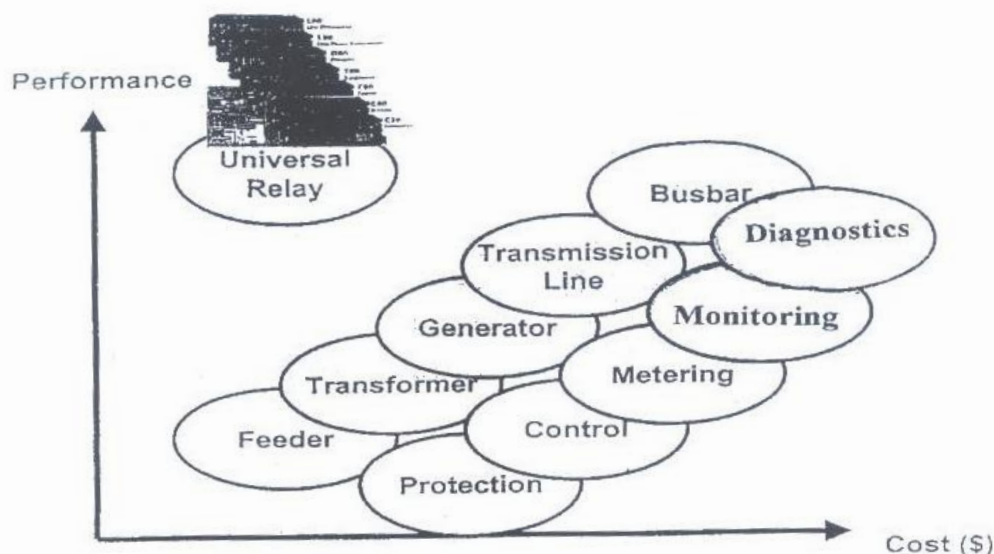 Performance
Universal
Relay
Busbar
Diagnostics
Transmission
Line
Monitoring
Generator
Metering
Transformer
Control
Feeder
Protection
Cost ($)